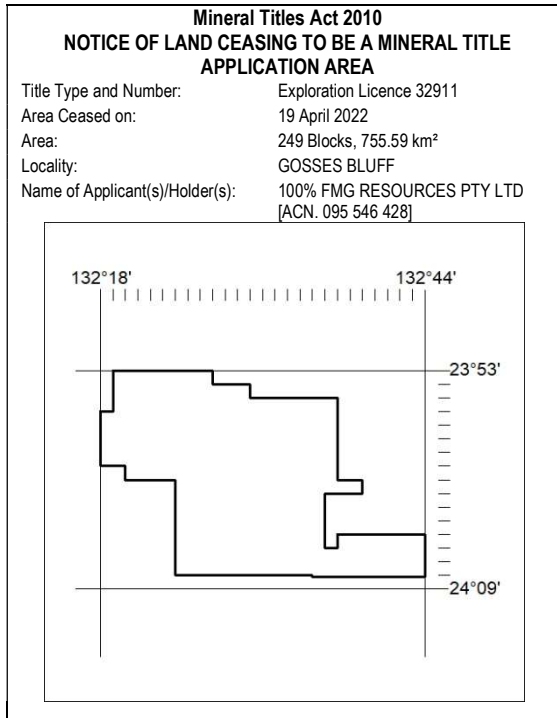 Mineral Titles Act 2010
NOTICE OF LAND CEASING TO BE A MINERAL TITLE
APPLICATION AREA
Title Type and Number: Exploration Licence 32911
Area Ceased on: 19 April 2022
Area: 249 Blocks, 755.59 km²
Locality: GOSSES BLUFF
Name of Applicant(s)/Holder(s): 100% FMG RESOURCES PTY LTD
[ACN. 095 546 428]
132°18' 132°44'
23°53'
24°09'